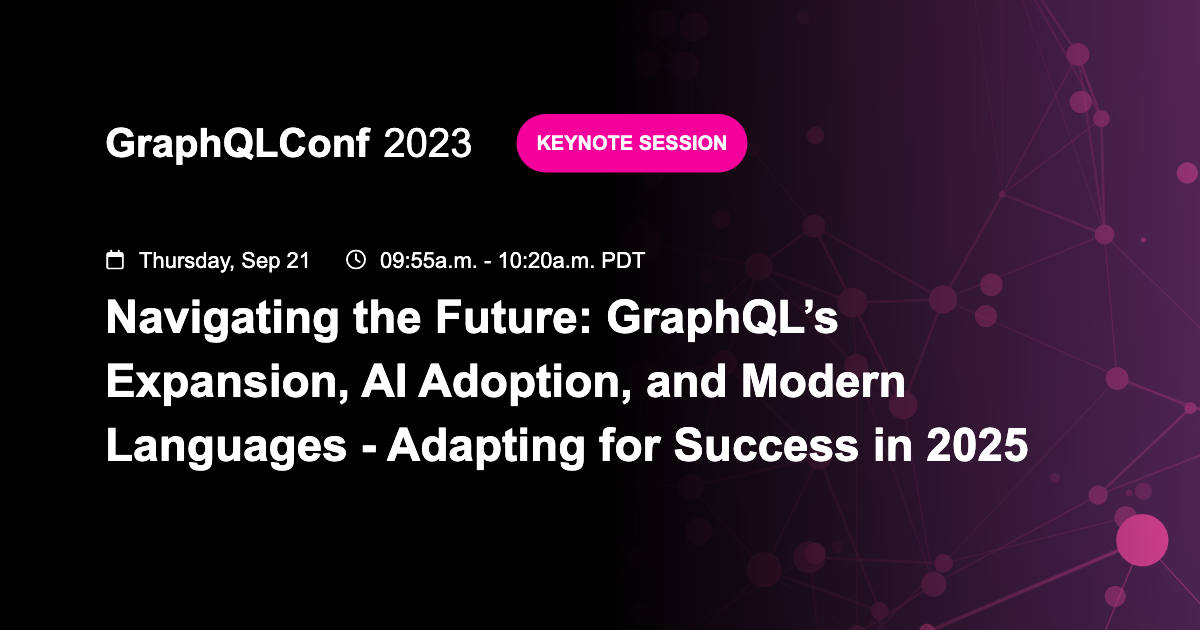 GraphQLConf 2023
KEYNOTE SESSION
Thursday, Sep 21 09:55a.m. - 10:20a.m. PDT
Navigating the Future: GraphQL’s
Expansion, AI Adoption, and Modern
Languages - Adapting for Success in 2025